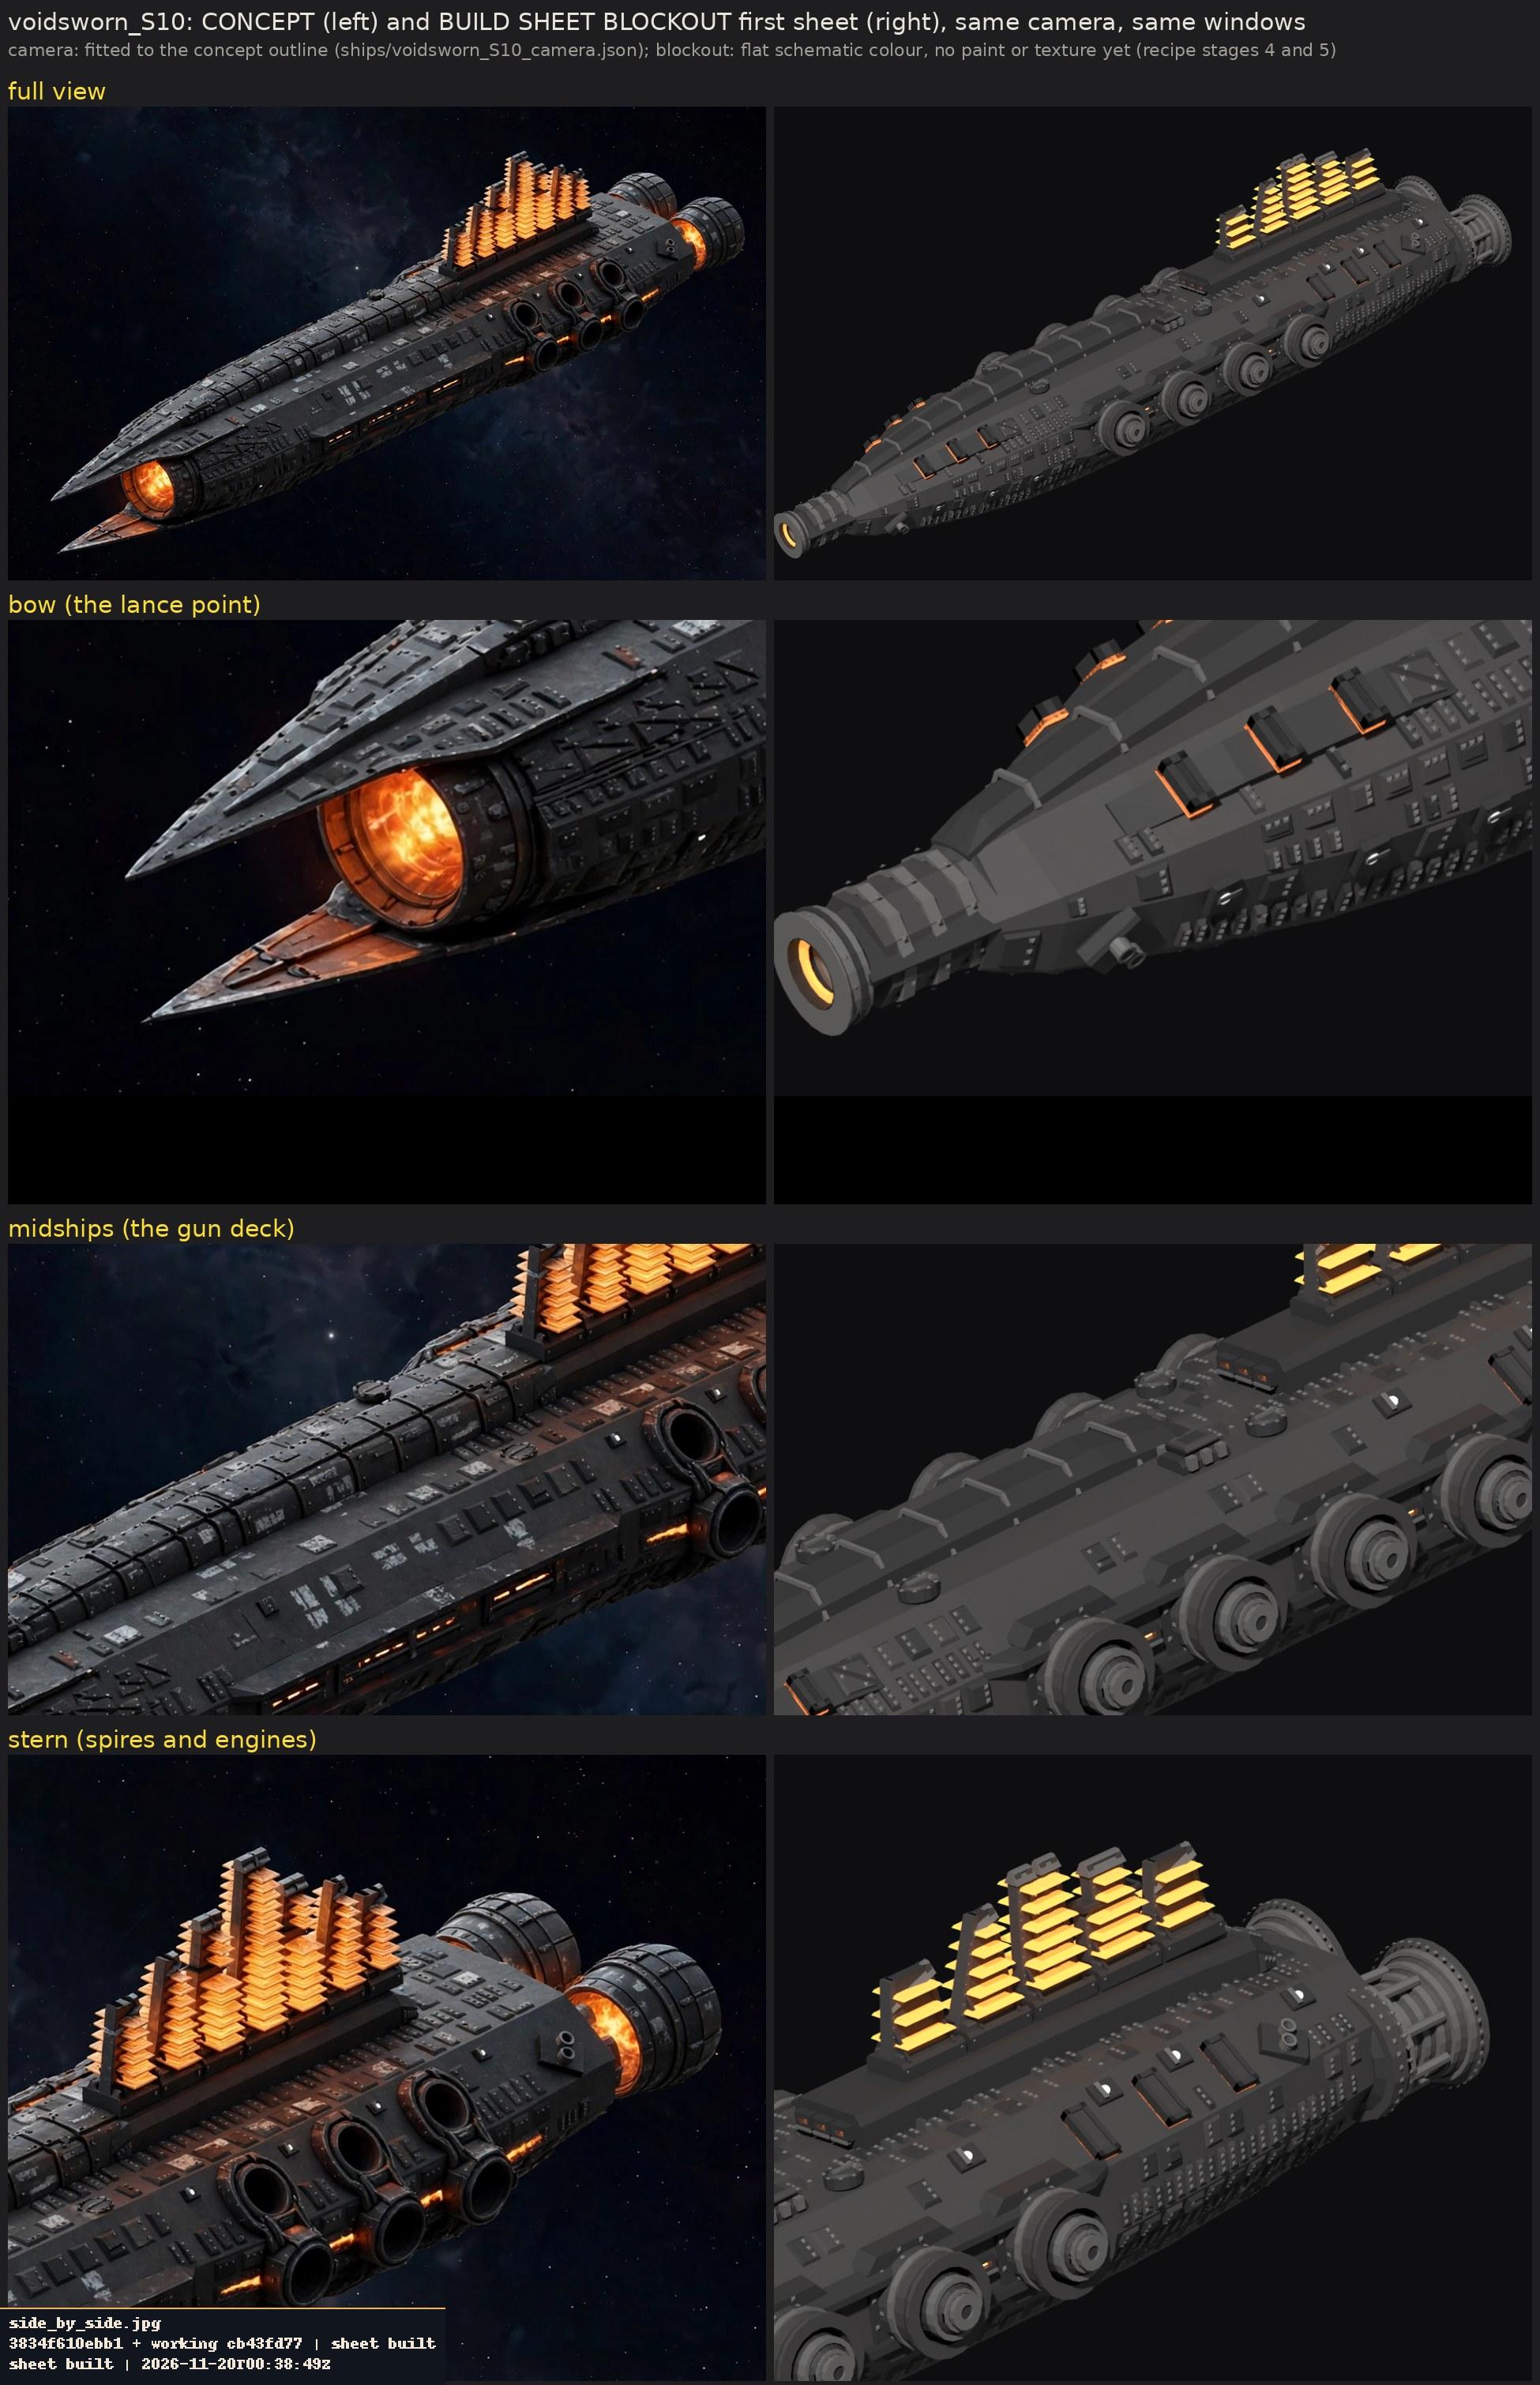 voidsworn_S10: CONCEPT (left) and BUILD SHEET BLOCKOUT first sheet (right), same camera, same windows
camera: fitted to the concept outline (ships/voidsworn_S10_camera.json); blockout: flat schematic colour, no paint or texture yet (recipe stages 4 and 5)
full view
bow (the lance point)
midships (the gun deck)
stern (spires and engines)
side_by_side.jpg
3834f610ebb1 + working cb43fd77 | sheet built
sheet built | 2026-11-20T00:38:49Z